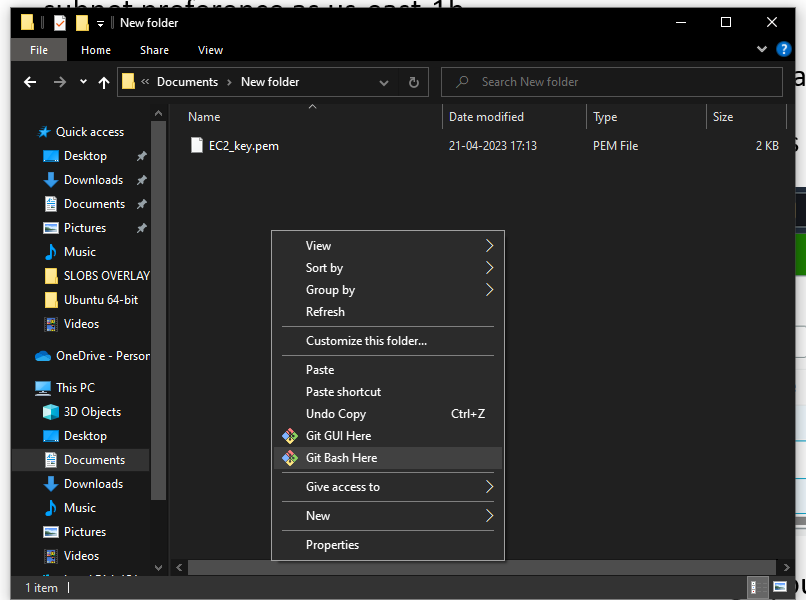 subnet preference as us-east-1b
New folder
File Home Share View
« Documents › New folder
Search New folder
Name Date modified Type Size
EC2_key.pem 21-04-2023 17:13 PEM File 2 KB
Quick access
Desktop
Downloads
Documents
Pictures
Music
SLOBS OVERLAY
Ubuntu 64-bit
Videos
OneDrive - Person
This PC
3D Objects
Desktop
Documents
Downloads
Music
Pictures
Videos
View
Sort by
Group by
Refresh
Customize this folder...
Paste
Paste shortcut
Undo Copy Ctrl+Z
Git GUI Here
Git Bash Here
Give access to
New
Properties
1 item